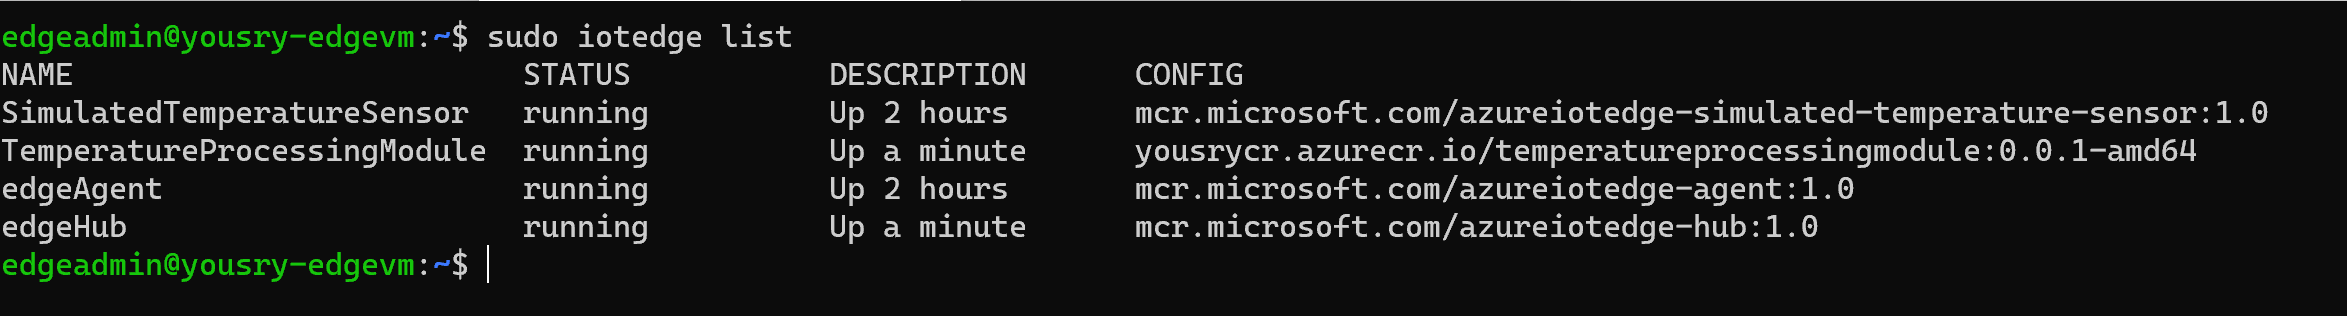 edgeadmin@yousry-edgevm:~$ sudo iotedge list
NAME                         STATUS           DESCRIPTION      CONFIG
SimulatedTemperatureSensor   running          Up 2 hours       mcr.microsoft.com/azureiotedge-simulated-temperature-sensor:1.0
TemperatureProcessingModule  running          Up a minute      yousrycr.azurecr.io/temperatureprocessingmodule:0.0.1-amd64
edgeAgent                    running          Up 2 hours       mcr.microsoft.com/azureiotedge-agent:1.0
edgeHub                      running          Up a minute      mcr.microsoft.com/azureiotedge-hub:1.0
edgeadmin@yousry-edgevm:~$